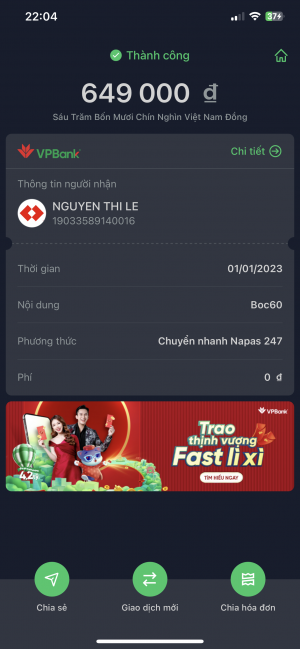 22:04
37
Thành công
649 000 đ
Sáu Trăm Bốn Mươi Chín Nghìn Việt Nam Đồng
VPBank
Chi tiết
Thông tin người nhận
NGUYEN THI LE
19033589140016
Thời gian 01/01/2023
Nội dung Boc60
Phương thức Chuyển nhanh Napas 247
Phí 0 đ
VPBank
Trao
thịnh vượng
Fast lì xì
TÌM HIỂU NGAY
Chia sẻ
Giao dịch mới
Chia hóa đơn